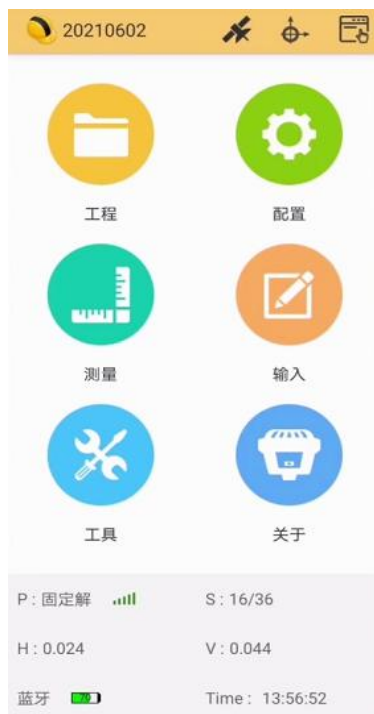 20210602
工程 配置
测量 输入
工具 关于
P : 固定解 S : 16/36
H : 0.024 V : 0.044
蓝牙 70 Time : 13:56:52